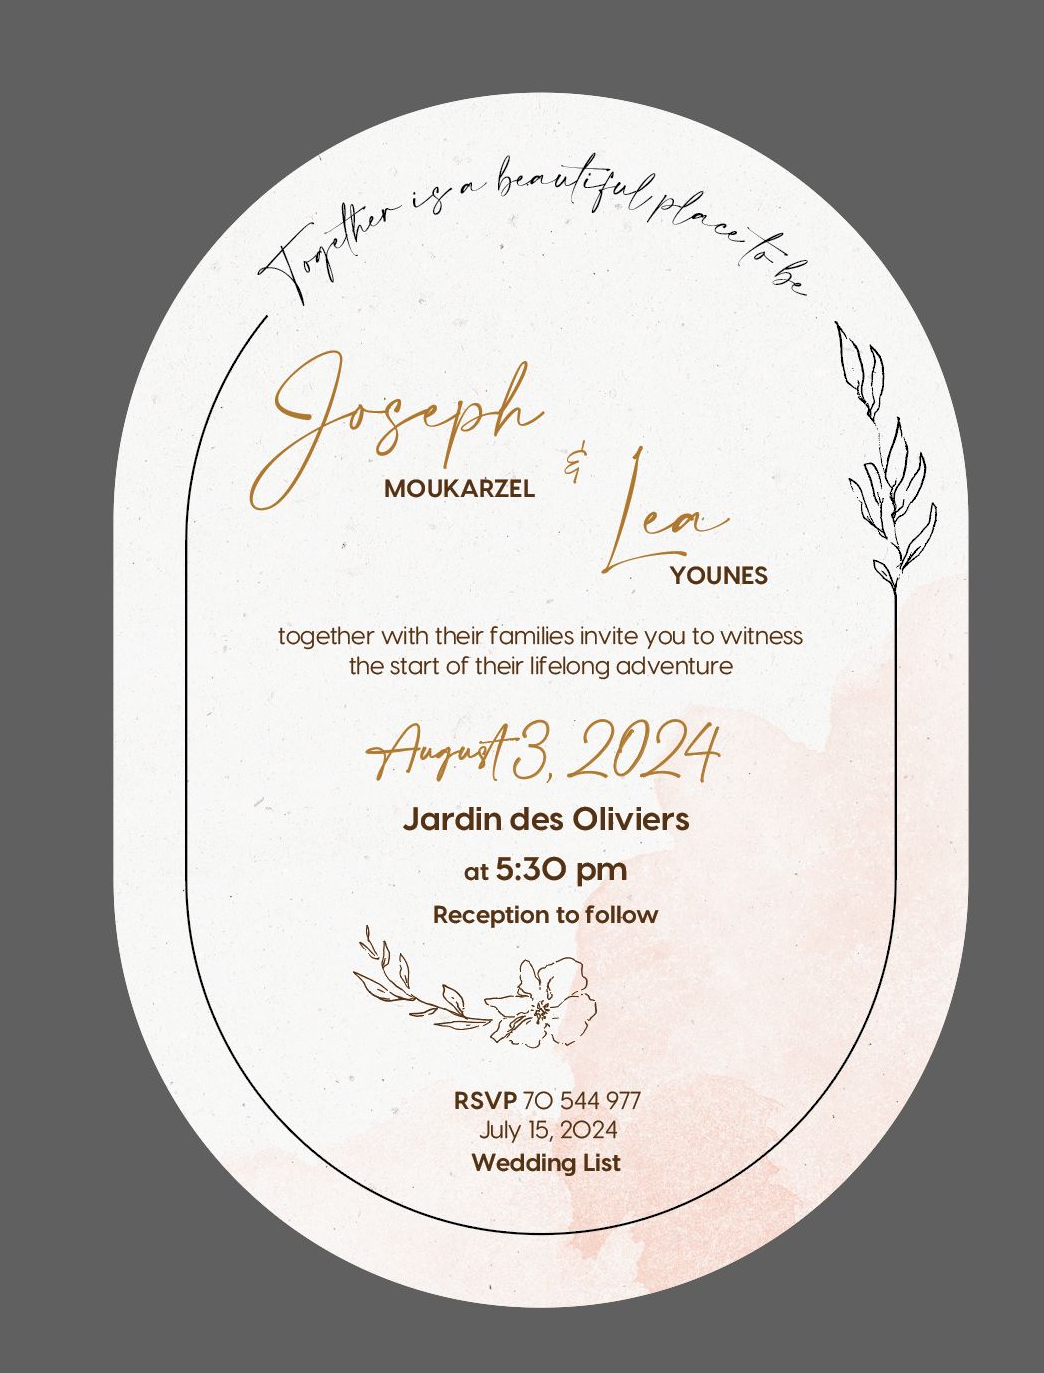 Together is a beautiful place to be
Joseph
MOUKARZEL
&
Lea
YOUNES
together with their families invite you to witness
the start of their lifelong adventure
August 3, 2024
Jardin des Oliviers
at 5:30 pm
Reception to follow
RSVP 70 544 977
July 15, 2024
Wedding List